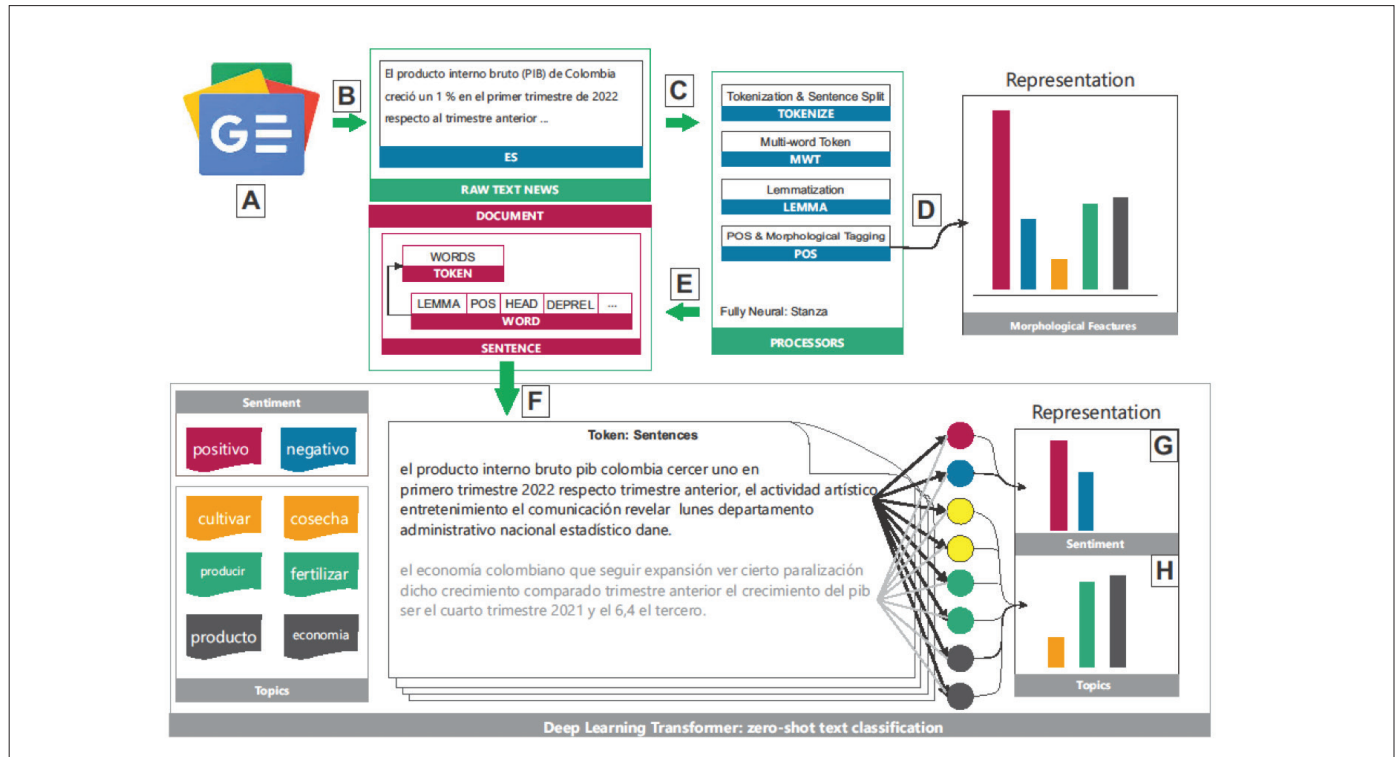 A
B
El producto interno bruto (PIB) de Colombia
creció un 1 % en el primer trimestre de 2022
respecto al trimestre anterior ...
ES
RAW TEXT NEWS
DOCUMENT
WORDS
TOKEN
LEMMA POS HEAD DEPREL ...
WORD
SENTENCE
C
Tokenization & Sentence Split
TOKENIZE
Multi-word Token
MWT
Lemmatization
LEMMA
POS & Morphological Tagging
POS
Fully Neural: Stanza
PROCESSORS
D
E
Representation
Morphological Feactures
F
Sentiment
positivo negativo
cultivar cosecha
producir fertilizar
producto economia
Topics
Token: Sentences
el producto interno bruto pib colombia cercer uno en
primero trimestre 2022 respecto trimestre anterior, el actividad artístico
entretenimiento el comunicación revelar lunes departamento
administrativo nacional estadístico dane.
el economía colombiano que seguir expansión ver cierto paralización
dicho crecimiento comparado trimestre anterior el crecimiento del pib
ser el cuarto trimestre 2021 y el 6,4 el tercero.
Representation
G
Sentiment
H
Topics
Deep Learning Transformer: zero-shot text classification